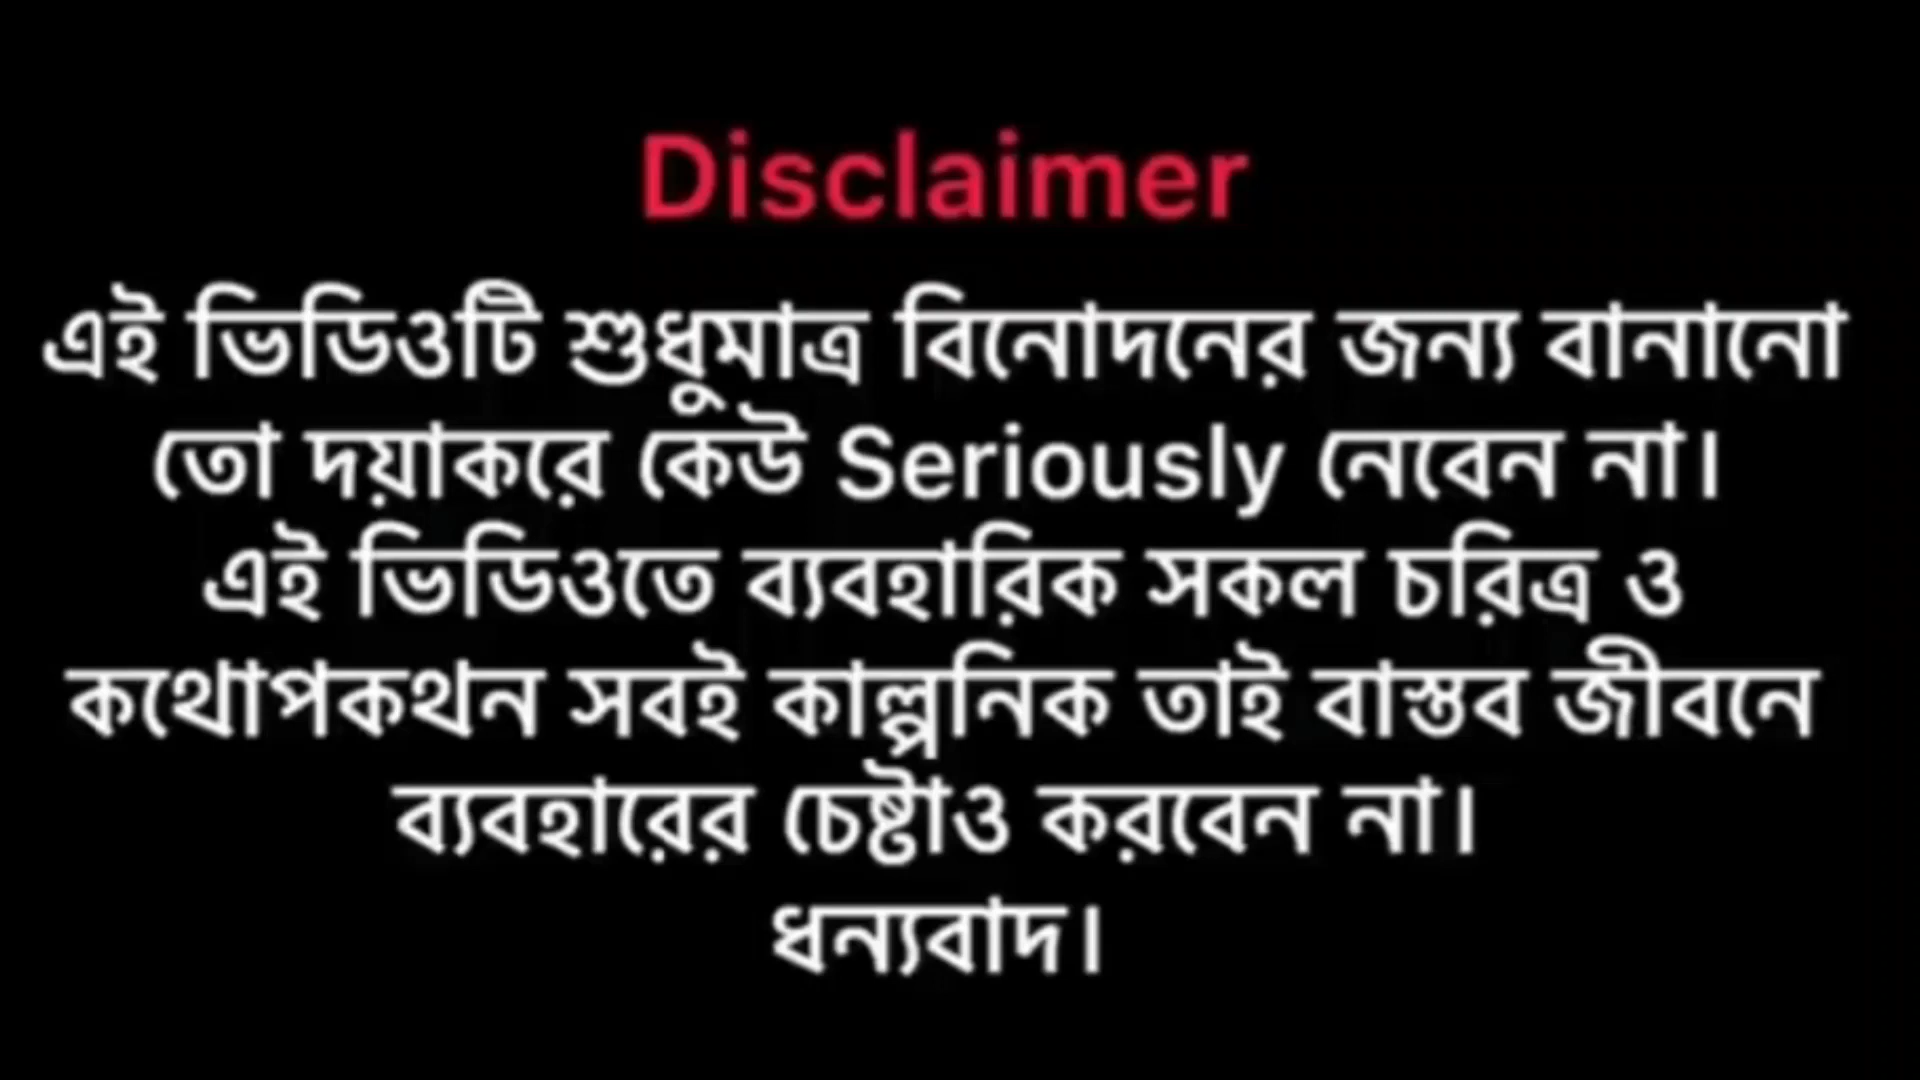 Disclaimer
এই ভিডিওটি শুধুমাত্র বিনোদনের জন্য বানানো
তো দয়াকরে কেউ Seriously নেবেন না।
এই ভিডিওতে ব্যবহারিক সকল চরিত্র ও
কথোপকথন সবই কাল্পনিক তাই বাস্তব জীবনে
ব্যবহারের চেষ্টাও করবেন না।
ধন্যবাদ।